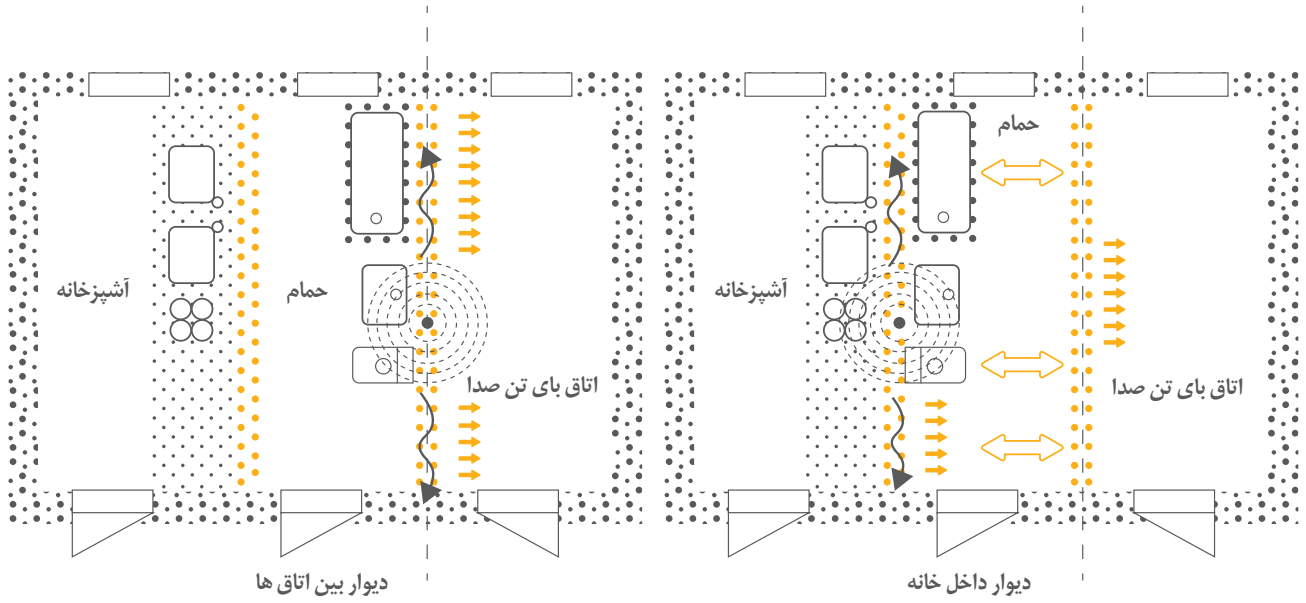 حمام
آشپزخانه
اتاق بای تن صدا
دیوار داخل خانه
آشپزخانه
حمام
اتاق بای تن صدا
دیوار بین اتاق ها